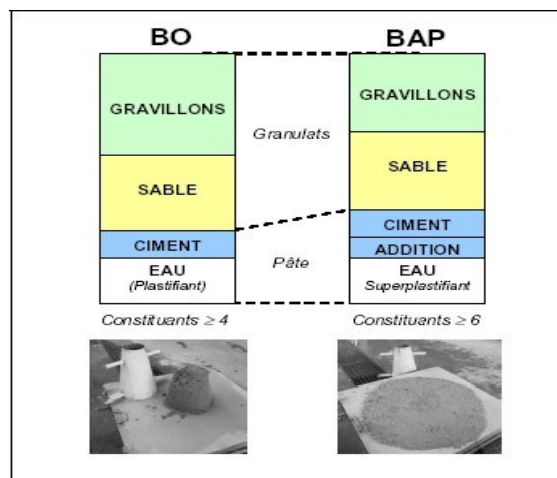 BO
BAP
GRAVILLONS
GRAVILLONS
Granulats
SABLE
SABLE
CIMENT
CIMENT
ADDITION
Pâte
EAU
(Plastifiant)
EAU
Superplastifiant
Constituants ≥ 4
Constituants ≥ 6